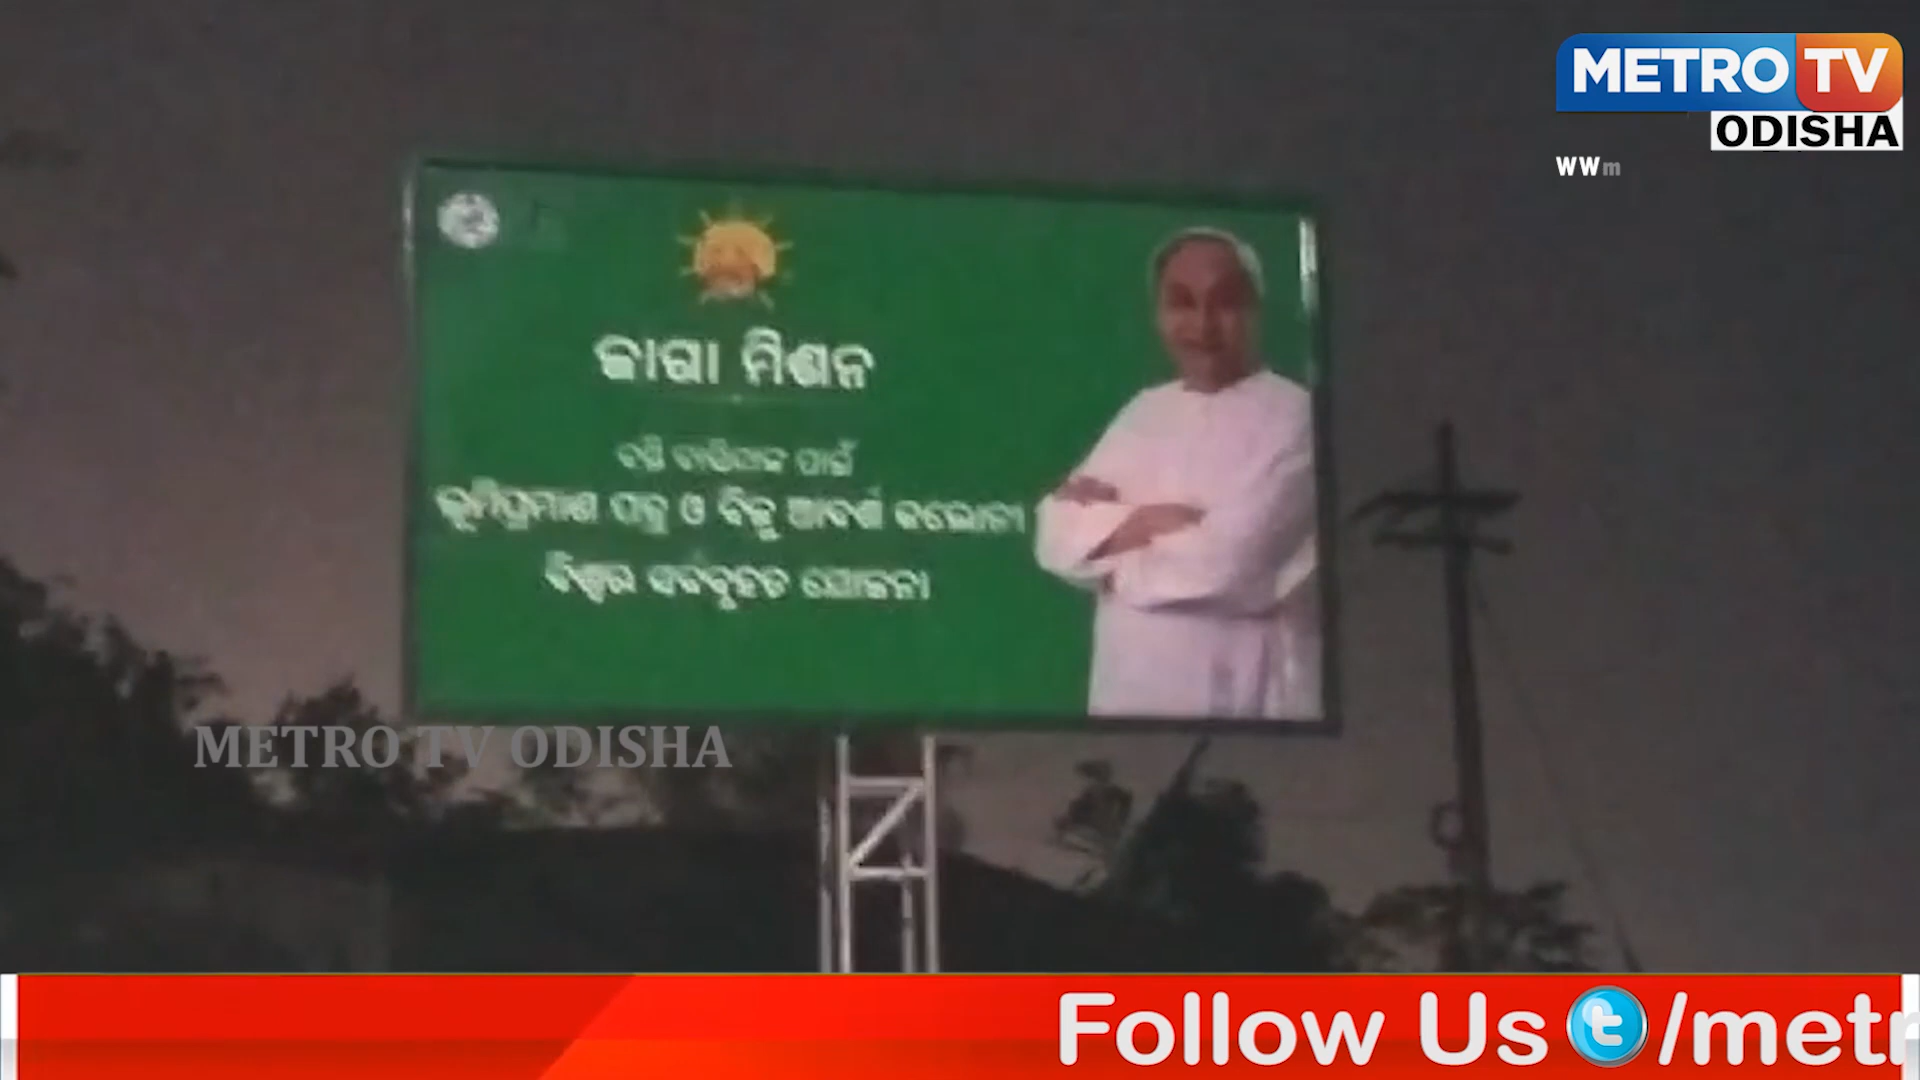 METRO TV
ODISHA
WWm
ଜାଗା ମିଶନ
ବସ୍ତି ବାସିନ୍ଦାଙ୍କ ପାଇଁ
ଭୂମିପ୍ରମାଣ ପତ୍ର ଓ ବିଜୁ ଆଦର୍ଶ କଲୋନୀ
ବିଶ୍ୱର ସର୍ବବୃହତ ଯୋଜନା
METRO TV ODISHA
Follow Us /metr